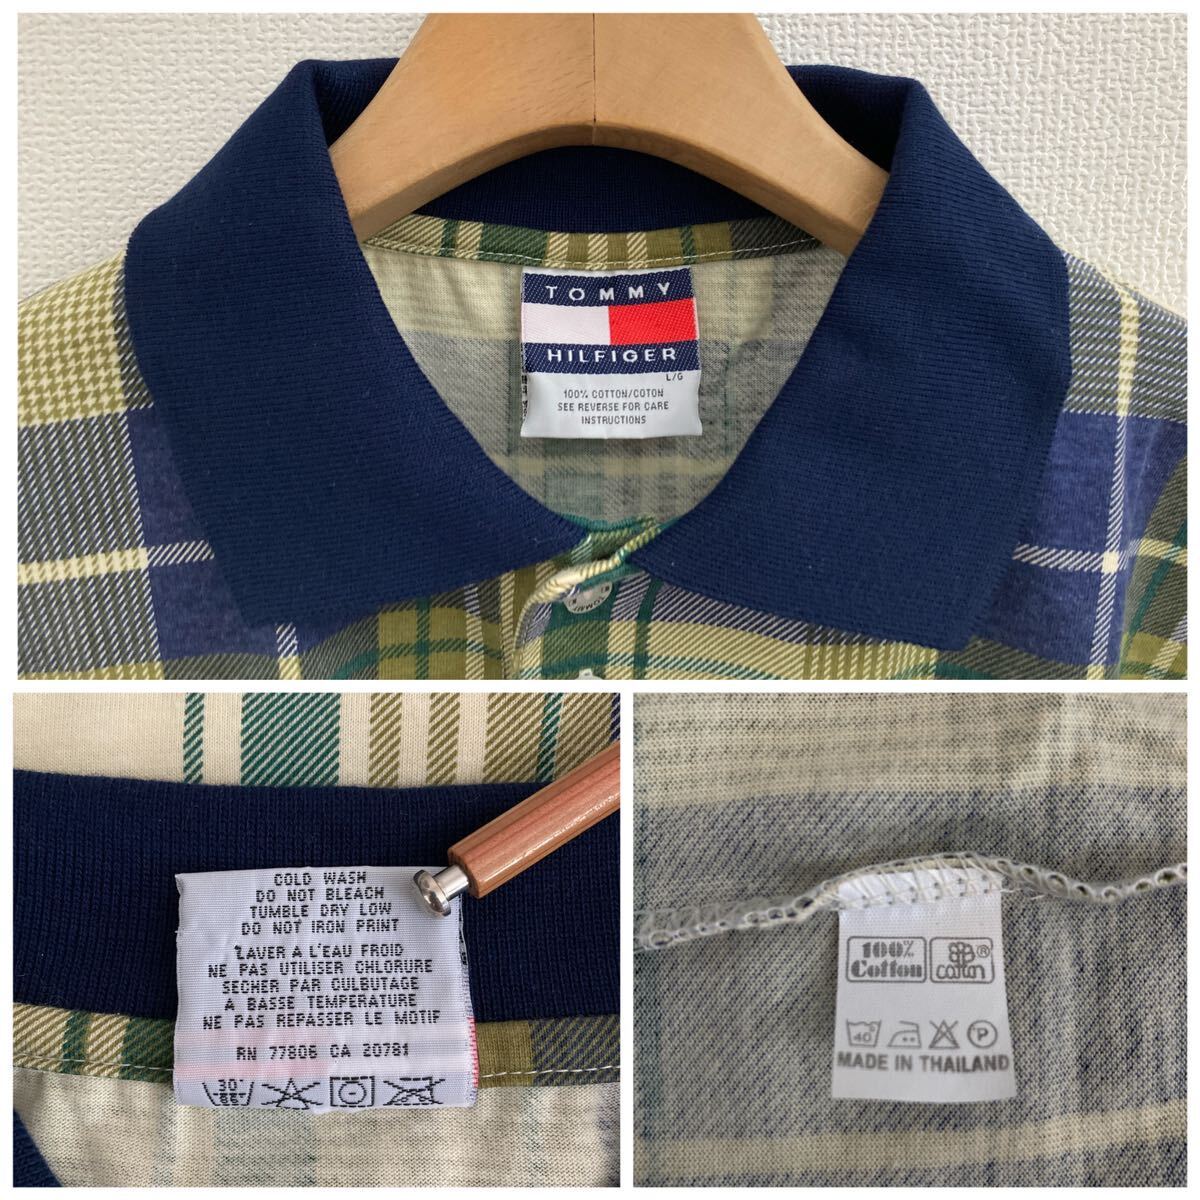 TOMMY
HILFIGER
L/G
100% COTTON/COTON
SEE REVERSE FOR CARE
INSTRUCTIONS
COLD WASH
DO NOT BLEACH
TUMBLE DRY LOW
DO NOT IRON PRINT
LAVER A L'EAU FROID
NE PAS UTILISER CHLORURE
SECHER PAR CULBUTAGE
A BASSE TEMPERATURE
NE PAS REPASSER LE MOTIF
RN 77806 CA 20781
30°
100%
Cotton
cotton®
40° P
MADE IN THAILAND